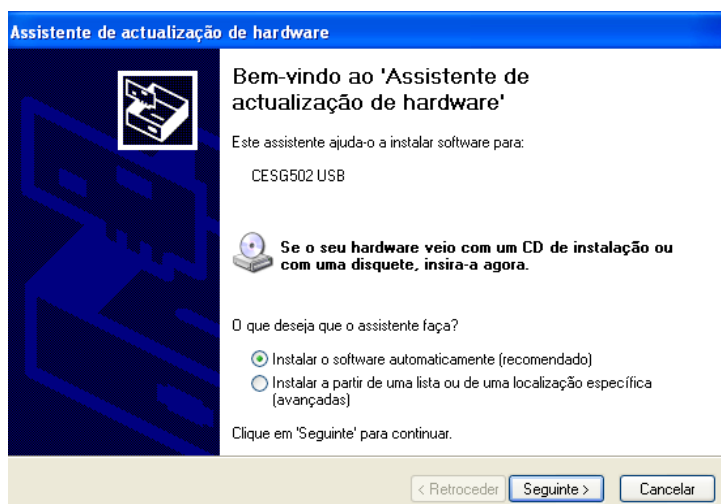 Assistente de actualização de hardware
Bem-vindo ao 'Assistente de
actualização de hardware'
Este assistente ajuda-o a instalar software para:
CESG502 USB
Se o seu hardware veio com um CD de instalação ou
com uma disquete, insira-a agora.
O que deseja que o assistente faça?
Instalar o software automaticamente (recomendado)
Instalar a partir de uma lista ou de uma localização específica
(avançadas)
Clique em 'Seguinte' para continuar.
< Retroceder
Seguinte >
Cancelar